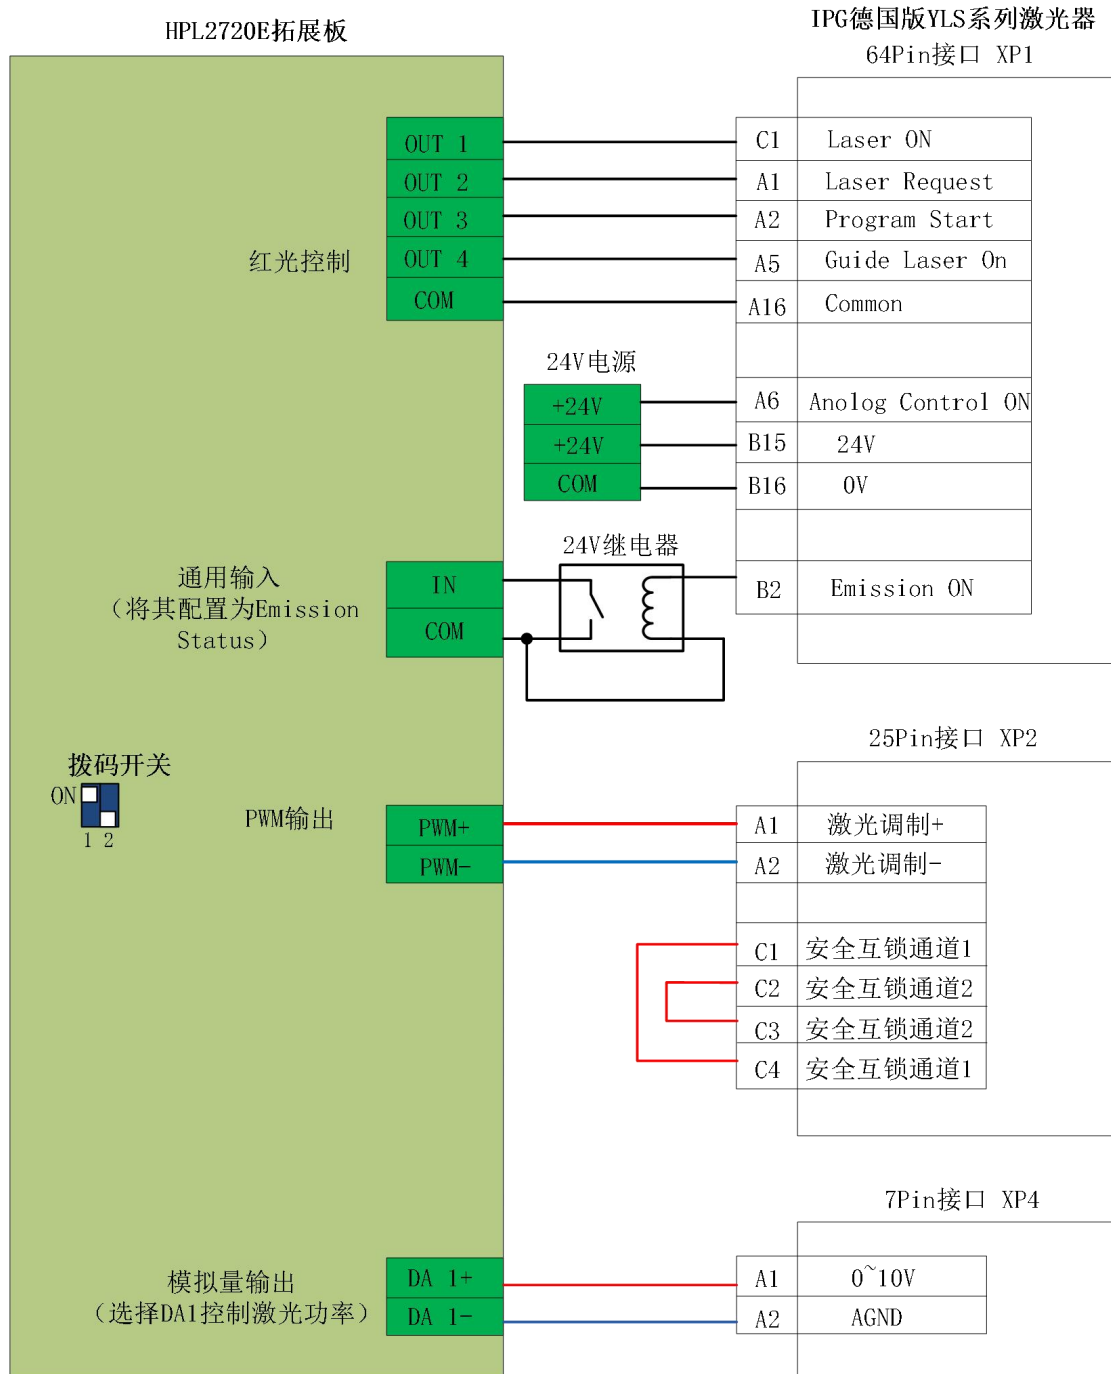 HPL2720E拓展板
IPG德国版YLS系列激光器
64Pin接口 XP1
OUT 1
C1 Laser ON
OUT 2
A1 Laser Request
OUT 3
A2 Program Start
红光控制
OUT 4
A5 Guide Laser On
COM
A16 Common
24V电源
+24V
A6 Anolog Control ON
+24V
B15 24V
COM
B16 0V
24V继电器
通用输入
（将其配置为Emission
Status）
IN
COM
B2 Emission ON
25Pin接口 XP2
拨码开关
ON
1 2
PWM输出
PWM+
A1 激光调制+
PWM-
A2 激光调制-
C1 安全互锁通道1
C2 安全互锁通道2
C3 安全互锁通道2
C4 安全互锁通道1
7Pin接口 XP4
模拟量输出
（选择DA1控制激光功率）
DA 1+
A1 0~10V
DA 1-
A2 AGND